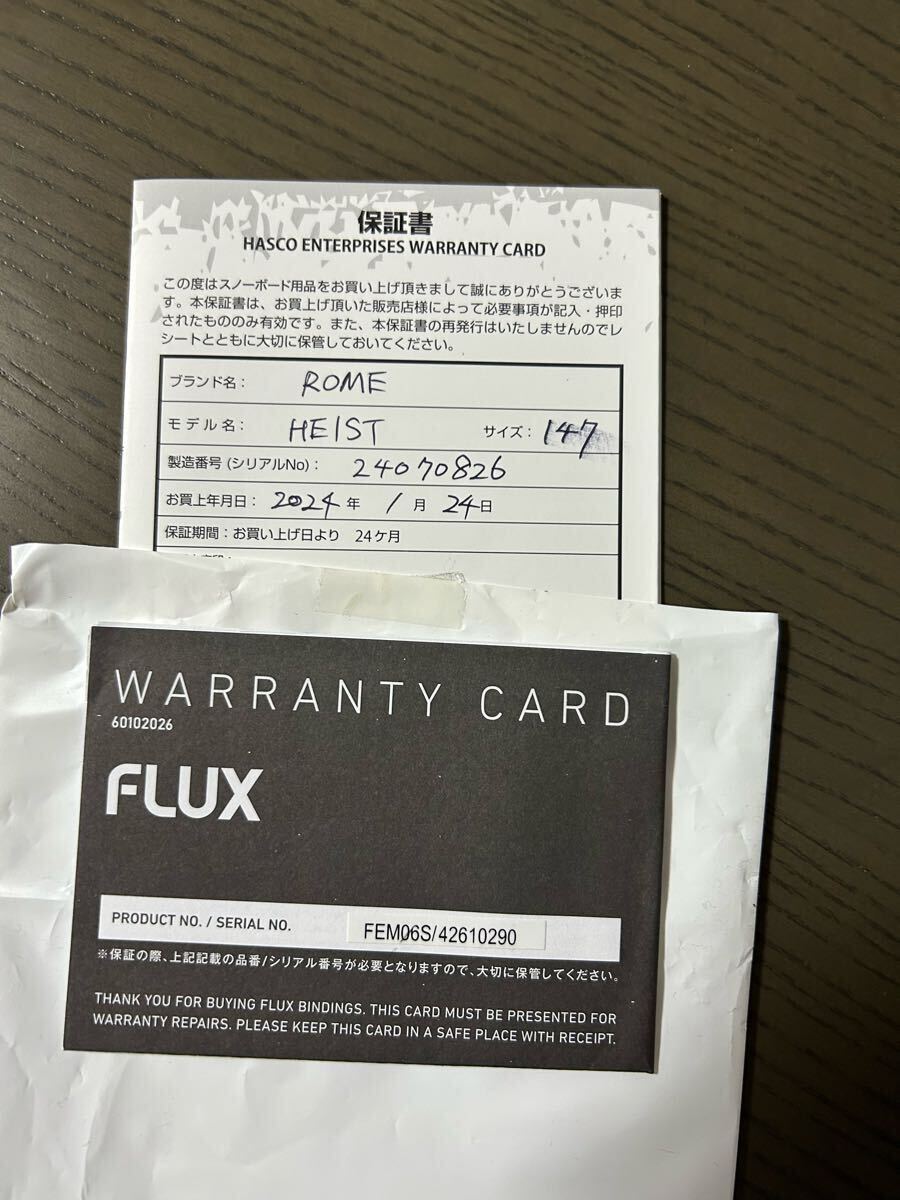 保証書
HASCO ENTERPRISES WARRANTY CARD
この度はスノーボード用品をお買い上げ頂きまして誠にありがとうございま
す。本保証書は、お買上げ頂いた販売店様によって必要事項が記入・押印
されたもののみ有効です。また、本保証書の再発行はいたしませんのでレ
シートとともに大切に保管しておいてください。
ブランド名： ROME
モデル名： HEIST サイズ： 147
製造番号(シリアルNo)： 24070826
お買上年月日： 2024 年 1 月 24 日
保証期間：お買い上げ日より 24ケ月
WARRANTY CARD
60102026
FLUX
PRODUCT NO. / SERIAL NO. FEM06S/42610290
※保証の際、上記記載の品番/シリアル番号が必要となりますので、大切に保管してください。
THANK YOU FOR BUYING FLUX BINDINGS. THIS CARD MUST BE PRESENTED FOR
WARRANTY REPAIRS. PLEASE KEEP THIS CARD IN A SAFE PLACE WITH RECEIPT.